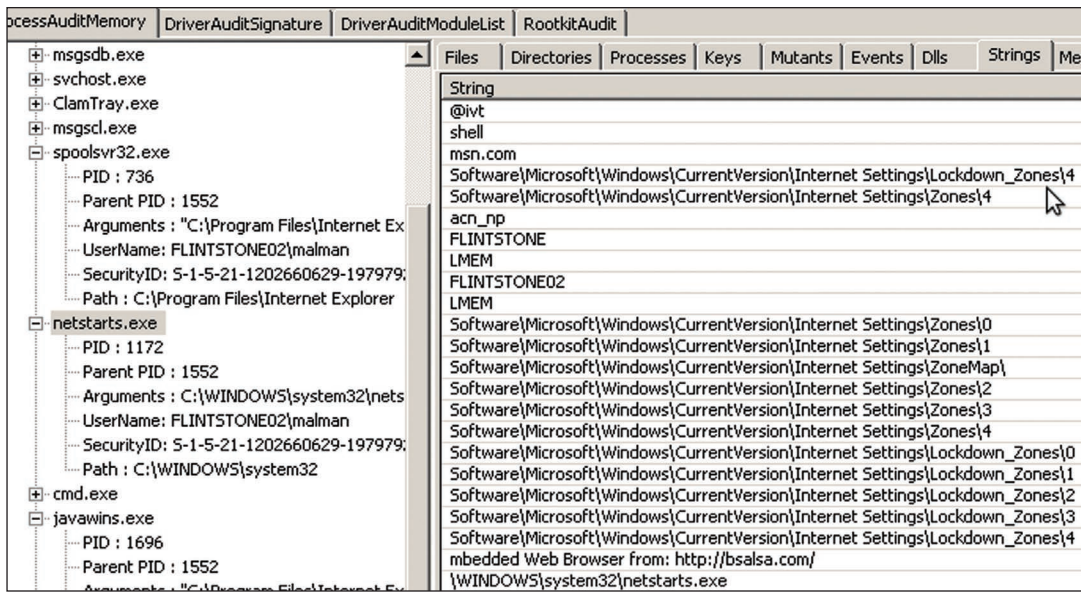 ocessAuditMemory DriverAuditSignature DriverAuditModuleList RootkitAudit
msgsdb.exe
svchost.exe
ClamTray.exe
msgscl.exe
spoolsvr32.exe
PID : 736
Parent PID : 1552
Arguments : "C:\Program Files\Internet Ex
UserName: FLINTSTONE02\malman
SecurityID: S-1-5-21-1202660629-197979
Path : C:\Program Files\Internet Explorer
netstarts.exe
PID : 1172
Parent PID : 1552
Arguments : C:\WINDOWS\system32\nets
UserName: FLINTSTONE02\malman
SecurityID: S-1-5-21-1202660629-197979
Path : C:\WINDOWS\system32
cmd.exe
javawins.exe
PID : 1696
Parent PID : 1552
Arguments : "C:\Program Files\Internet Ex
Files Directories Processes Keys Mutants Events Dlls Strings Me
String
@ivt
shell
msn.com
Software\Microsoft\Windows\CurrentVersion\Internet Settings\Lockdown_Zones\4
Software\Microsoft\Windows\CurrentVersion\Internet Settings\Zones\4
acn_np
FLINTSTONE
LMEM
FLINTSTONE02
LMEM
Software\Microsoft\Windows\CurrentVersion\Internet Settings\Zones\0
Software\Microsoft\Windows\CurrentVersion\Internet Settings\Zones\1
Software\Microsoft\Windows\CurrentVersion\Internet Settings\ZoneMap\
Software\Microsoft\Windows\CurrentVersion\Internet Settings\Zones\2
Software\Microsoft\Windows\CurrentVersion\Internet Settings\Zones\3
Software\Microsoft\Windows\CurrentVersion\Internet Settings\Zones\4
Software\Microsoft\Windows\CurrentVersion\Internet Settings\Lockdown_Zones\0
Software\Microsoft\Windows\CurrentVersion\Internet Settings\Lockdown_Zones\1
Software\Microsoft\Windows\CurrentVersion\Internet Settings\Lockdown_Zones\2
Software\Microsoft\Windows\CurrentVersion\Internet Settings\Lockdown_Zones\3
Software\Microsoft\Windows\CurrentVersion\Internet Settings\Lockdown_Zones\4
mbedded Web Browser from: http://bsalsa.com/
\WINDOWS\system32\netstarts.exe